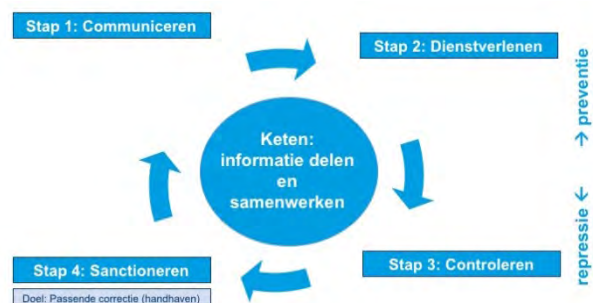 Stap 1: Communiceren
Stap 2: Dienstverlenen
→ preventie
Keten:
informatie delen
en
samenwerken
repressie ←
Stap 4: Sanctioneren
Doel: Passende correctie (handhaven)
Stap 3: Controleren